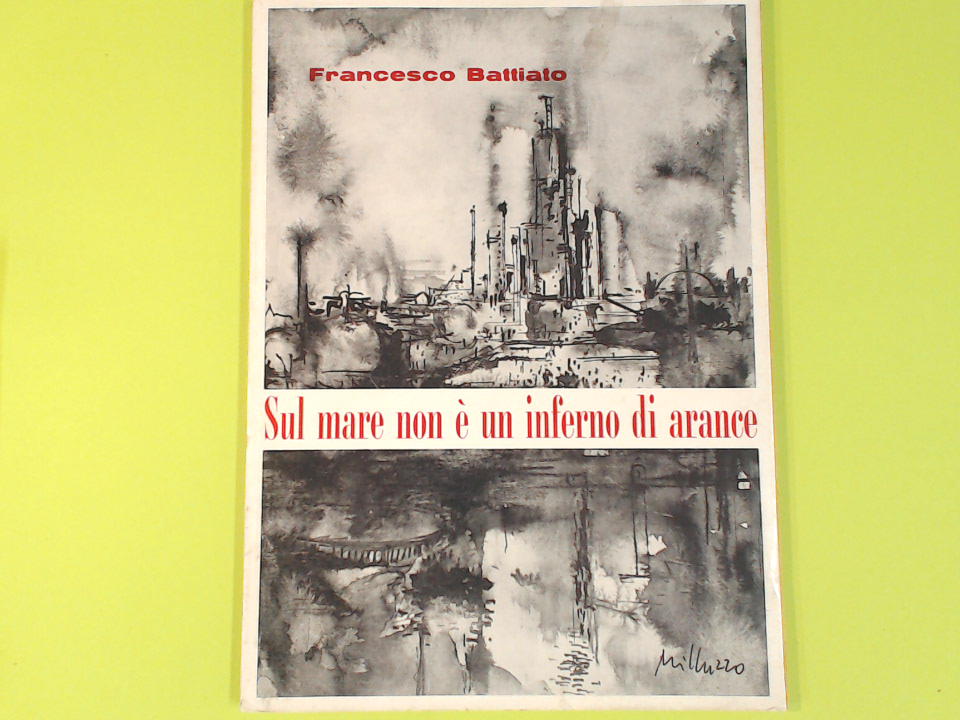 Francesco Battiato
Sul mare non è un inferno di arance
Milluzzo